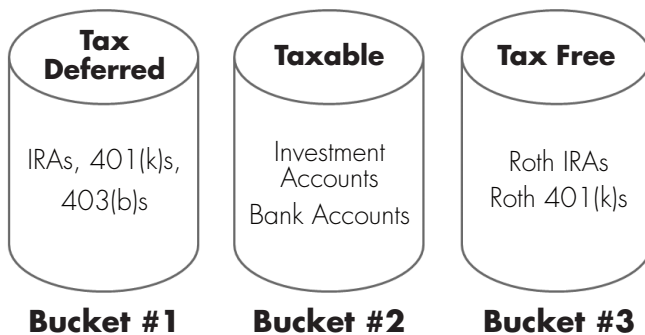 Tax
Deferred
IRAs, 401(k)s,
403(b)s
Bucket #1
Taxable
Investment
Accounts
Bank Accounts
Bucket #2
Tax Free
Roth IRAs
Roth 401(k)s
Bucket #3